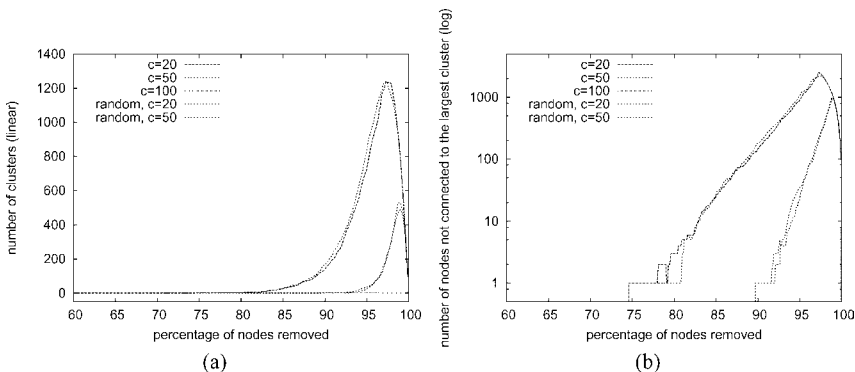 number of clusters (linear)
1400
1200
1000
800
600
400
200
0
c=20
c=50
c=100
random, c=20
random, c=50
60 65 70 75 80 85 90 95 100
percentage of nodes removed
(a)
number of nodes not connected to the largest cluster (log)
1000
100
10
1
c=20
c=50
c=100
random, c=20
random, c=50
60 65 70 75 80 85 90 95 100
percentage of nodes removed
(b)